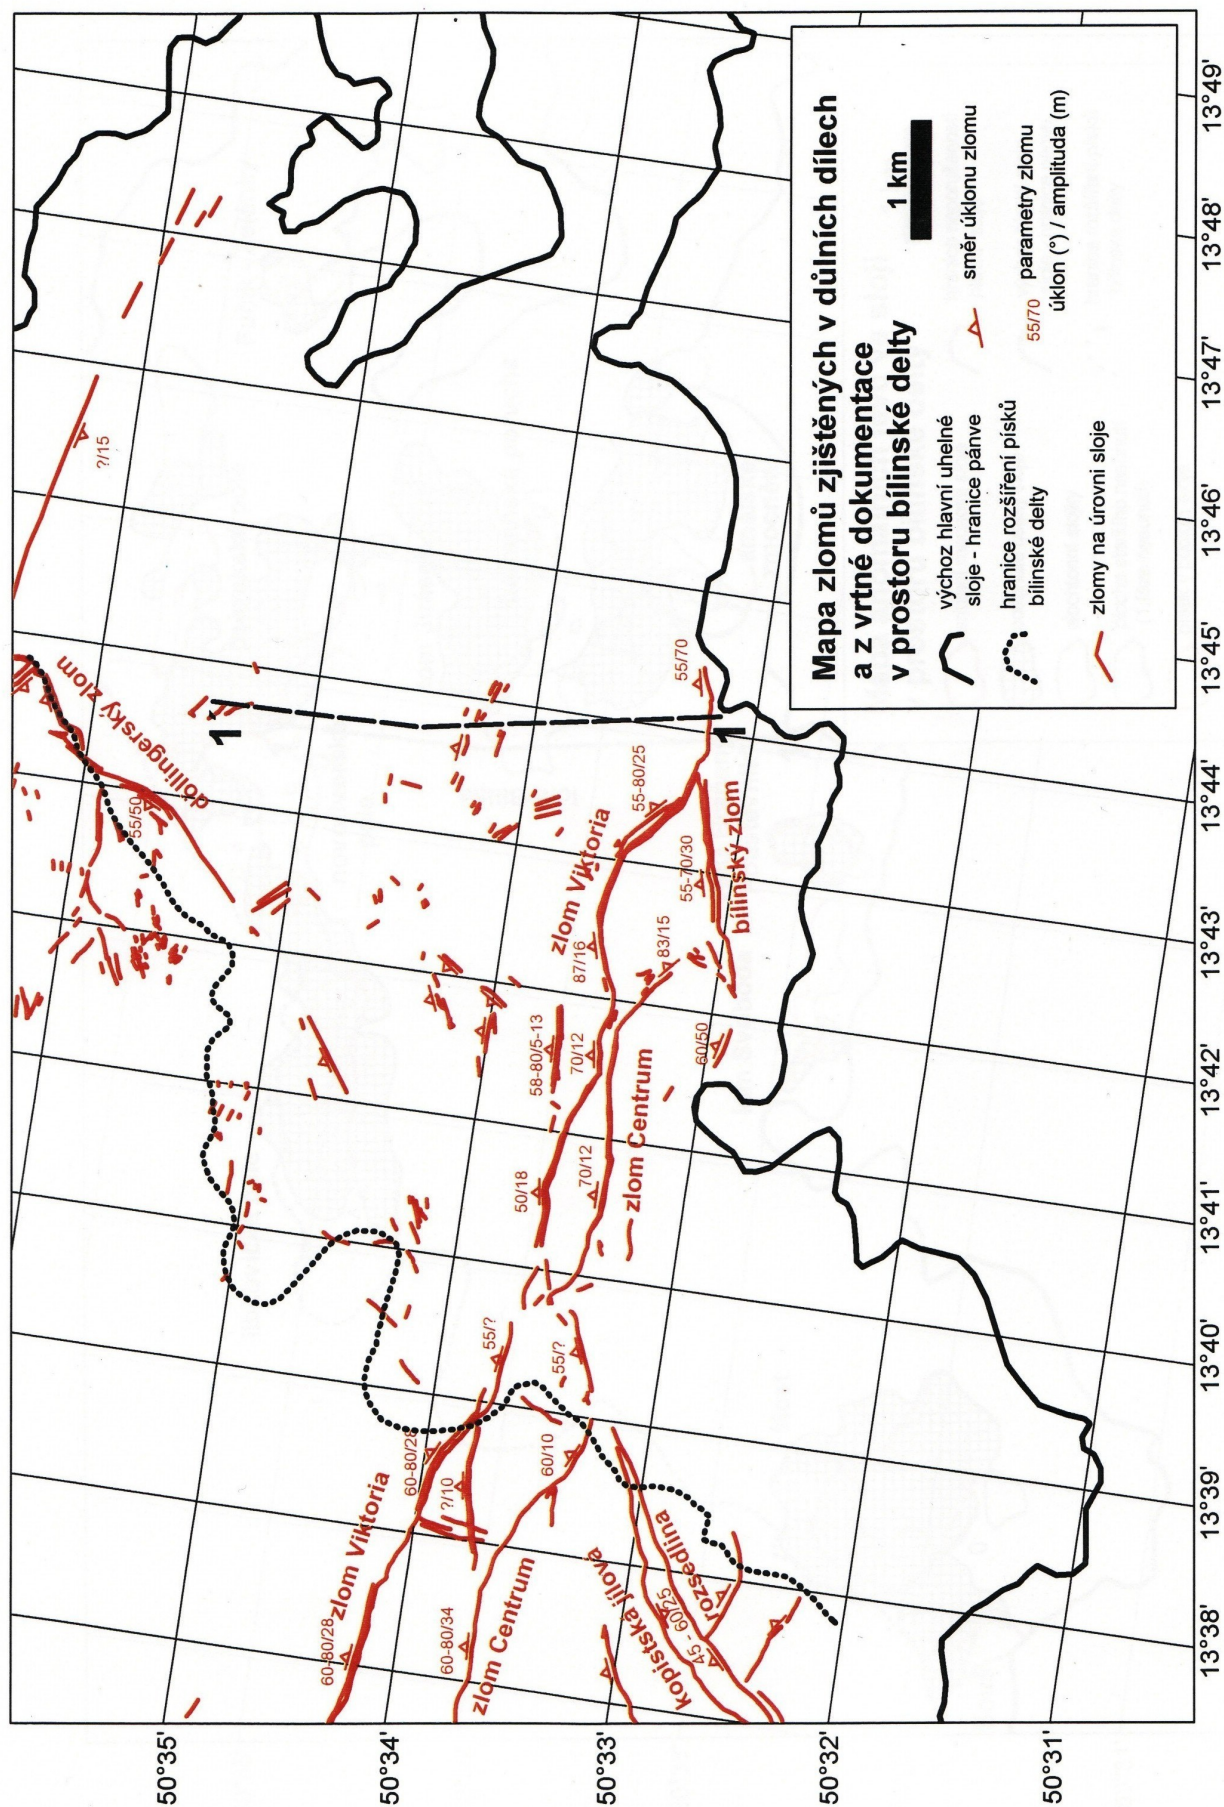 Mapa zlomů zjištěných v důlních dílech
a z vrtné dokumentace
v prostoru bílinské delty
1 km
výchoz hlavní uhelné
sloje - hranice pánve
hranice rozšíření písků
bílinské delty
zlomy na úrovni sloje
směr úklonu zlomu
55/70
parametry zlomu
úklon (°) / amplituda (m)
?/15
döllingerský zlom
55/50
1'
1
55/70
55-80/25
zlom Viktoria
55-70/30
bílinský zlom
87/16
83/15
58-80/5-13
70/12
60/50
zlom Centrum
50/18
70/12
55/?
55/?
60-80/28
?/10
60/10
zlom Viktoria
60-80/28
60-80/34
zlom Centrum
kopistská jílová
rozsedlina
45 - 60/25
50°35'
50°34'
50°33'
50°32'
50°31'
13°38'
13°39'
13°40'
13°41'
13°42'
13°43'
13°44'
13°45'
13°46'
13°47'
13°48'
13°49'